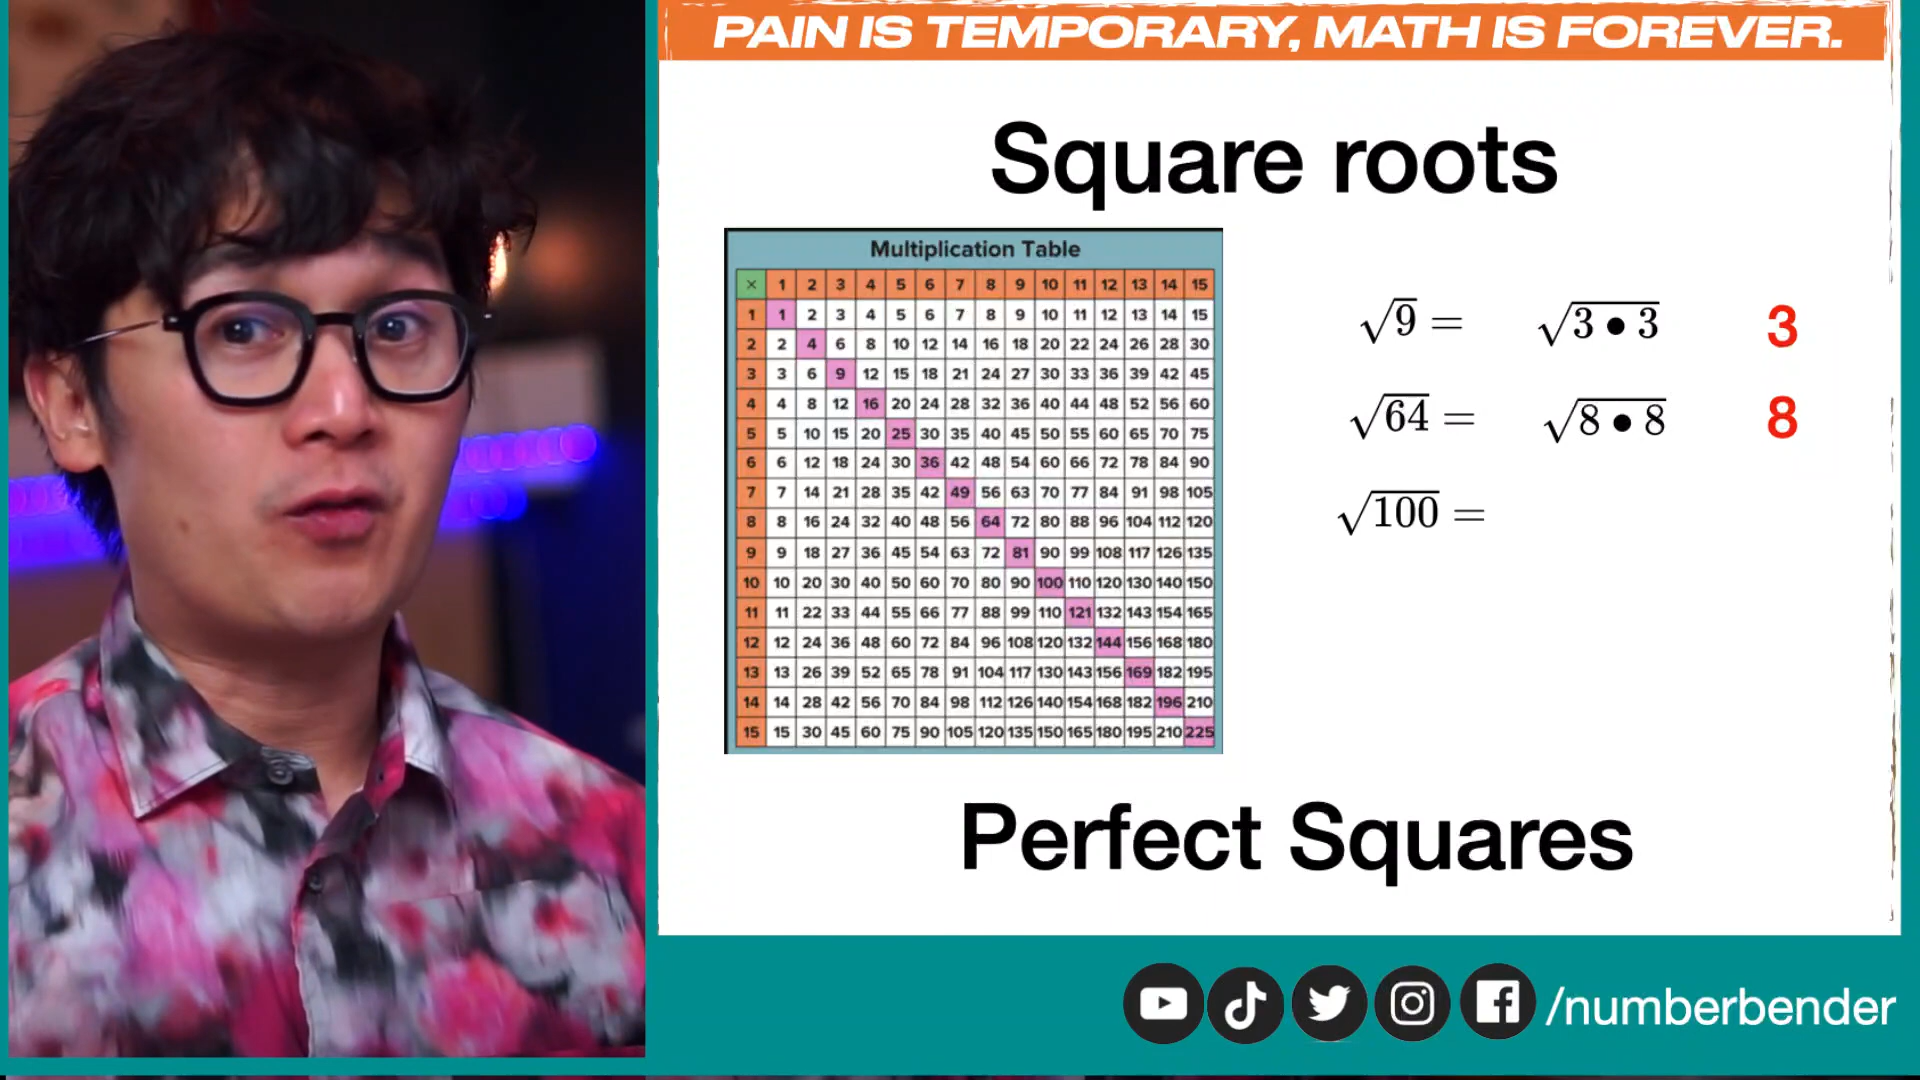 PAIN IS TEMPORARY, MATH IS FOREVER.
Square roots
Multiplication Table
× 1 2 3 4 5 6 7 8 9 10 11 12 13 14 15
1 1 2 3 4 5 6 7 8 9 10 11 12 13 14 15
2 2 4 6 8 10 12 14 16 18 20 22 24 26 28 30
3 3 6 9 12 15 18 21 24 27 30 33 36 39 42 45
4 4 8 12 16 20 24 28 32 36 40 44 48 52 56 60
5 5 10 15 20 25 30 35 40 45 50 55 60 65 70 75
6 6 12 18 24 30 36 42 48 54 60 66 72 78 84 90
7 7 14 21 28 35 42 49 56 63 70 77 84 91 98 105
8 8 16 24 32 40 48 56 64 72 80 88 96 104 112 120
9 9 18 27 36 45 54 63 72 81 90 99 108 117 126 135
10 10 20 30 40 50 60 70 80 90 100 110 120 130 140 150
11 11 22 33 44 55 66 77 88 99 110 121 132 143 154 165
12 12 24 36 48 60 72 84 96 108 120 132 144 156 168 180
13 13 26 39 52 65 78 91 104 117 130 143 156 169 182 195
14 14 28 42 56 70 84 98 112 126 140 154 168 182 196 210
15 15 30 45 60 75 90 105 120 135 150 165 180 195 210 225
√9 = √3 • 3 3
√64 = √8 • 8 8
√100 =
Perfect Squares
/numberbender